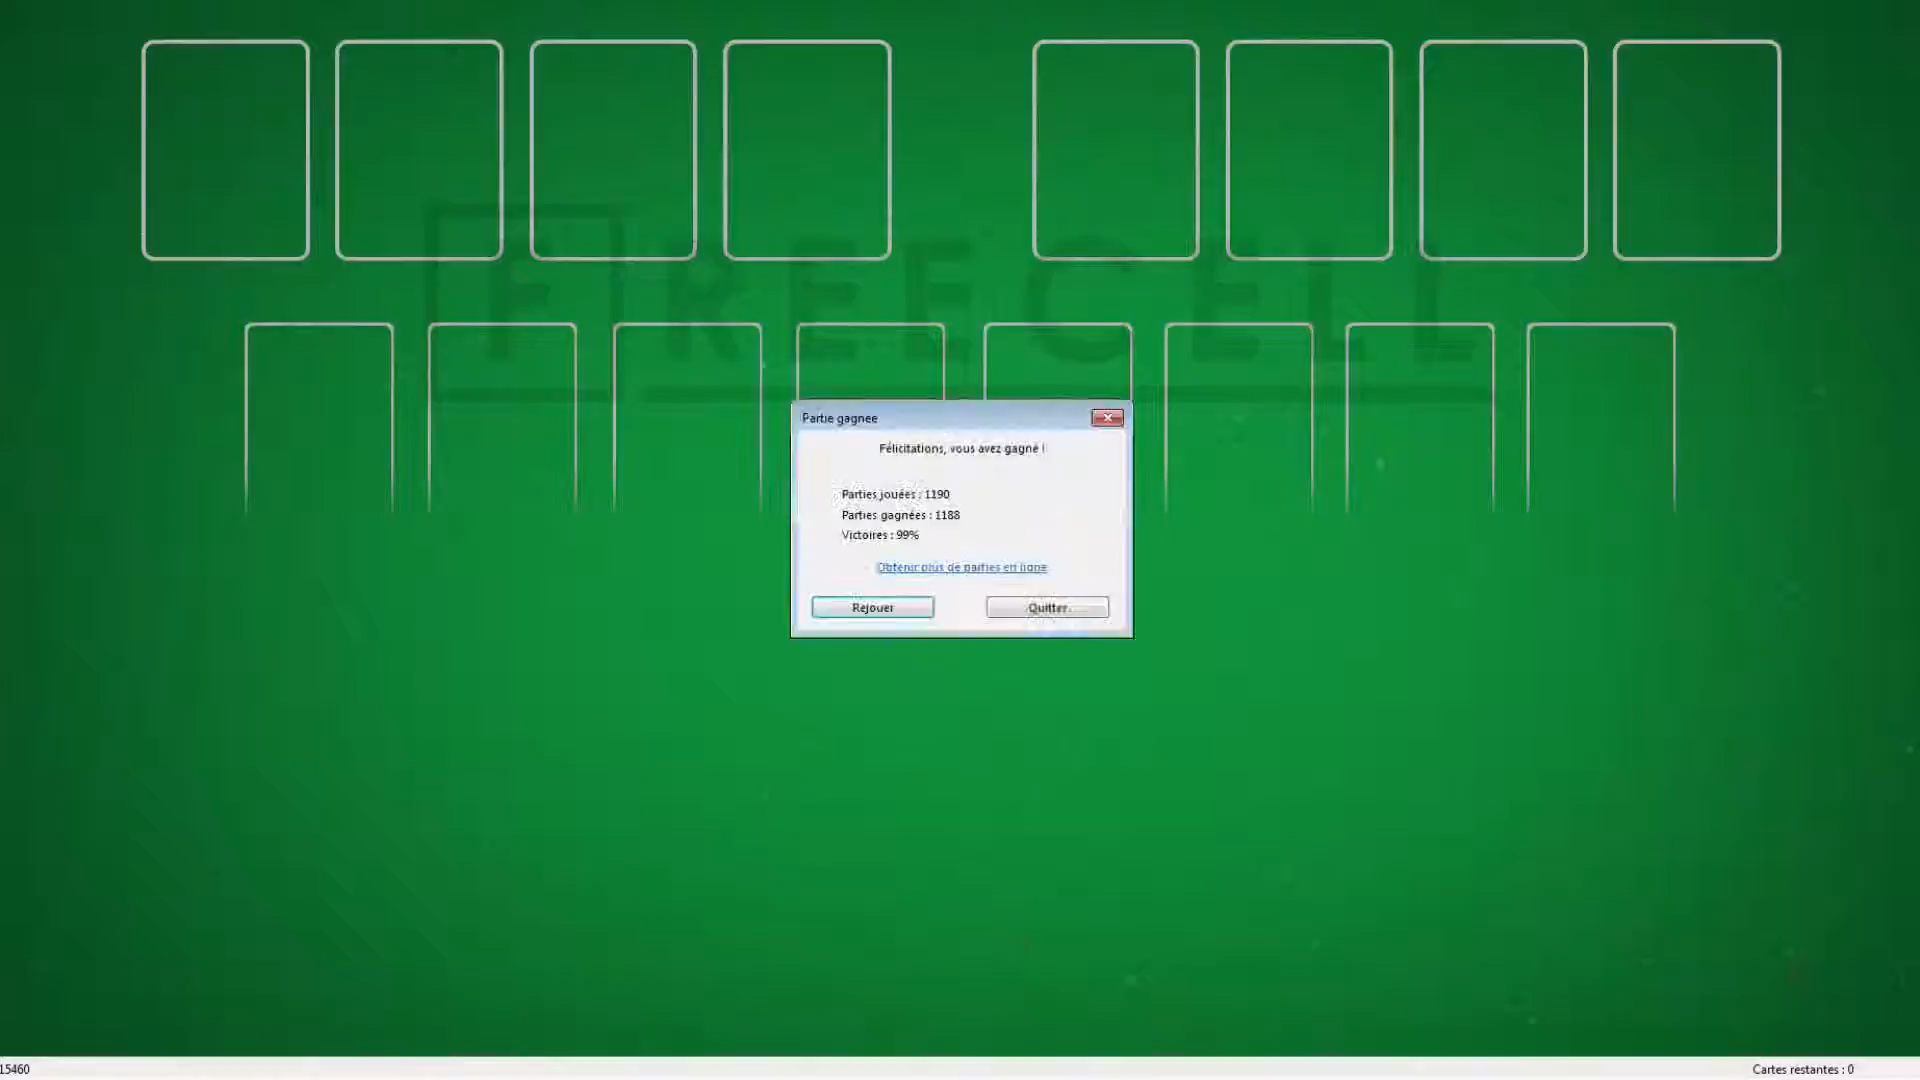 FREECELL
Partie gagnee
Félicitations, vous avez gagné !
Parties jouées : 1190
Parties gagnées : 1188
Victoires : 99%
Obtenir plus de parties en ligne
Rejouer
Quitter
15460
Cartes restantes : 0